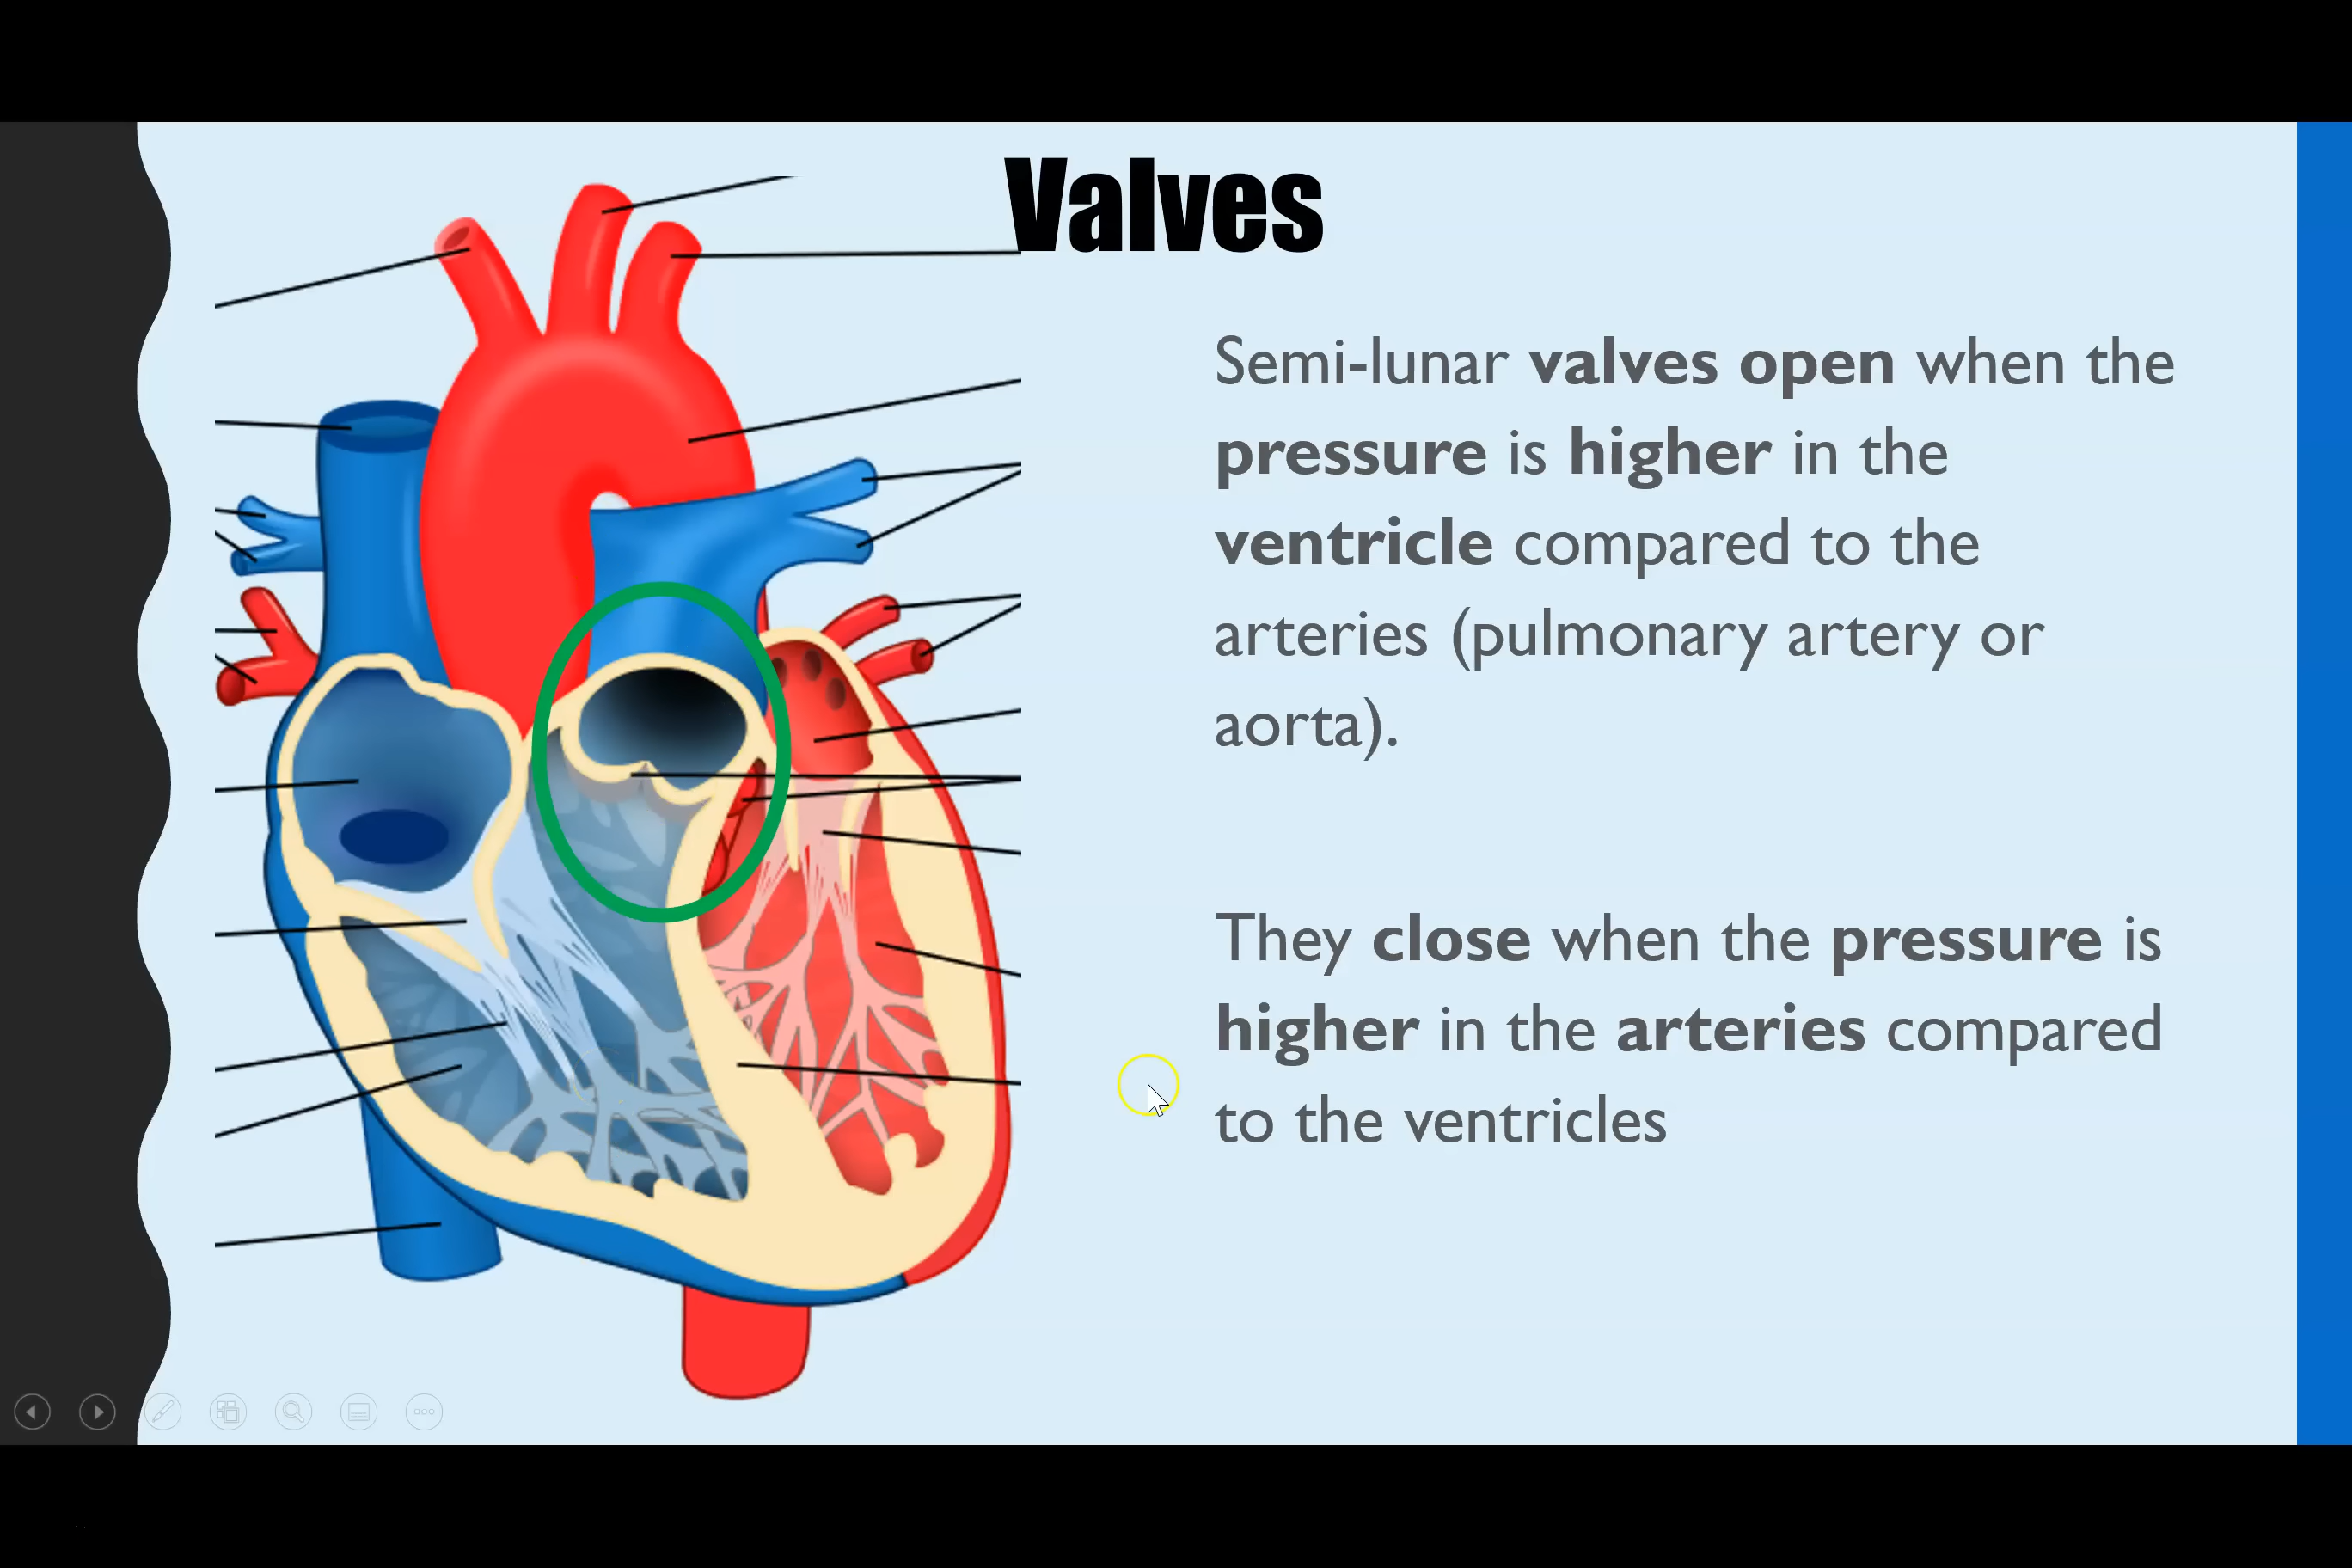 Valves
Semi-lunar valves open when the
pressure is higher in the
ventricle compared to the
arteries (pulmonary artery or
aorta).
They close when the pressure is
higher in the arteries compared
to the ventricles